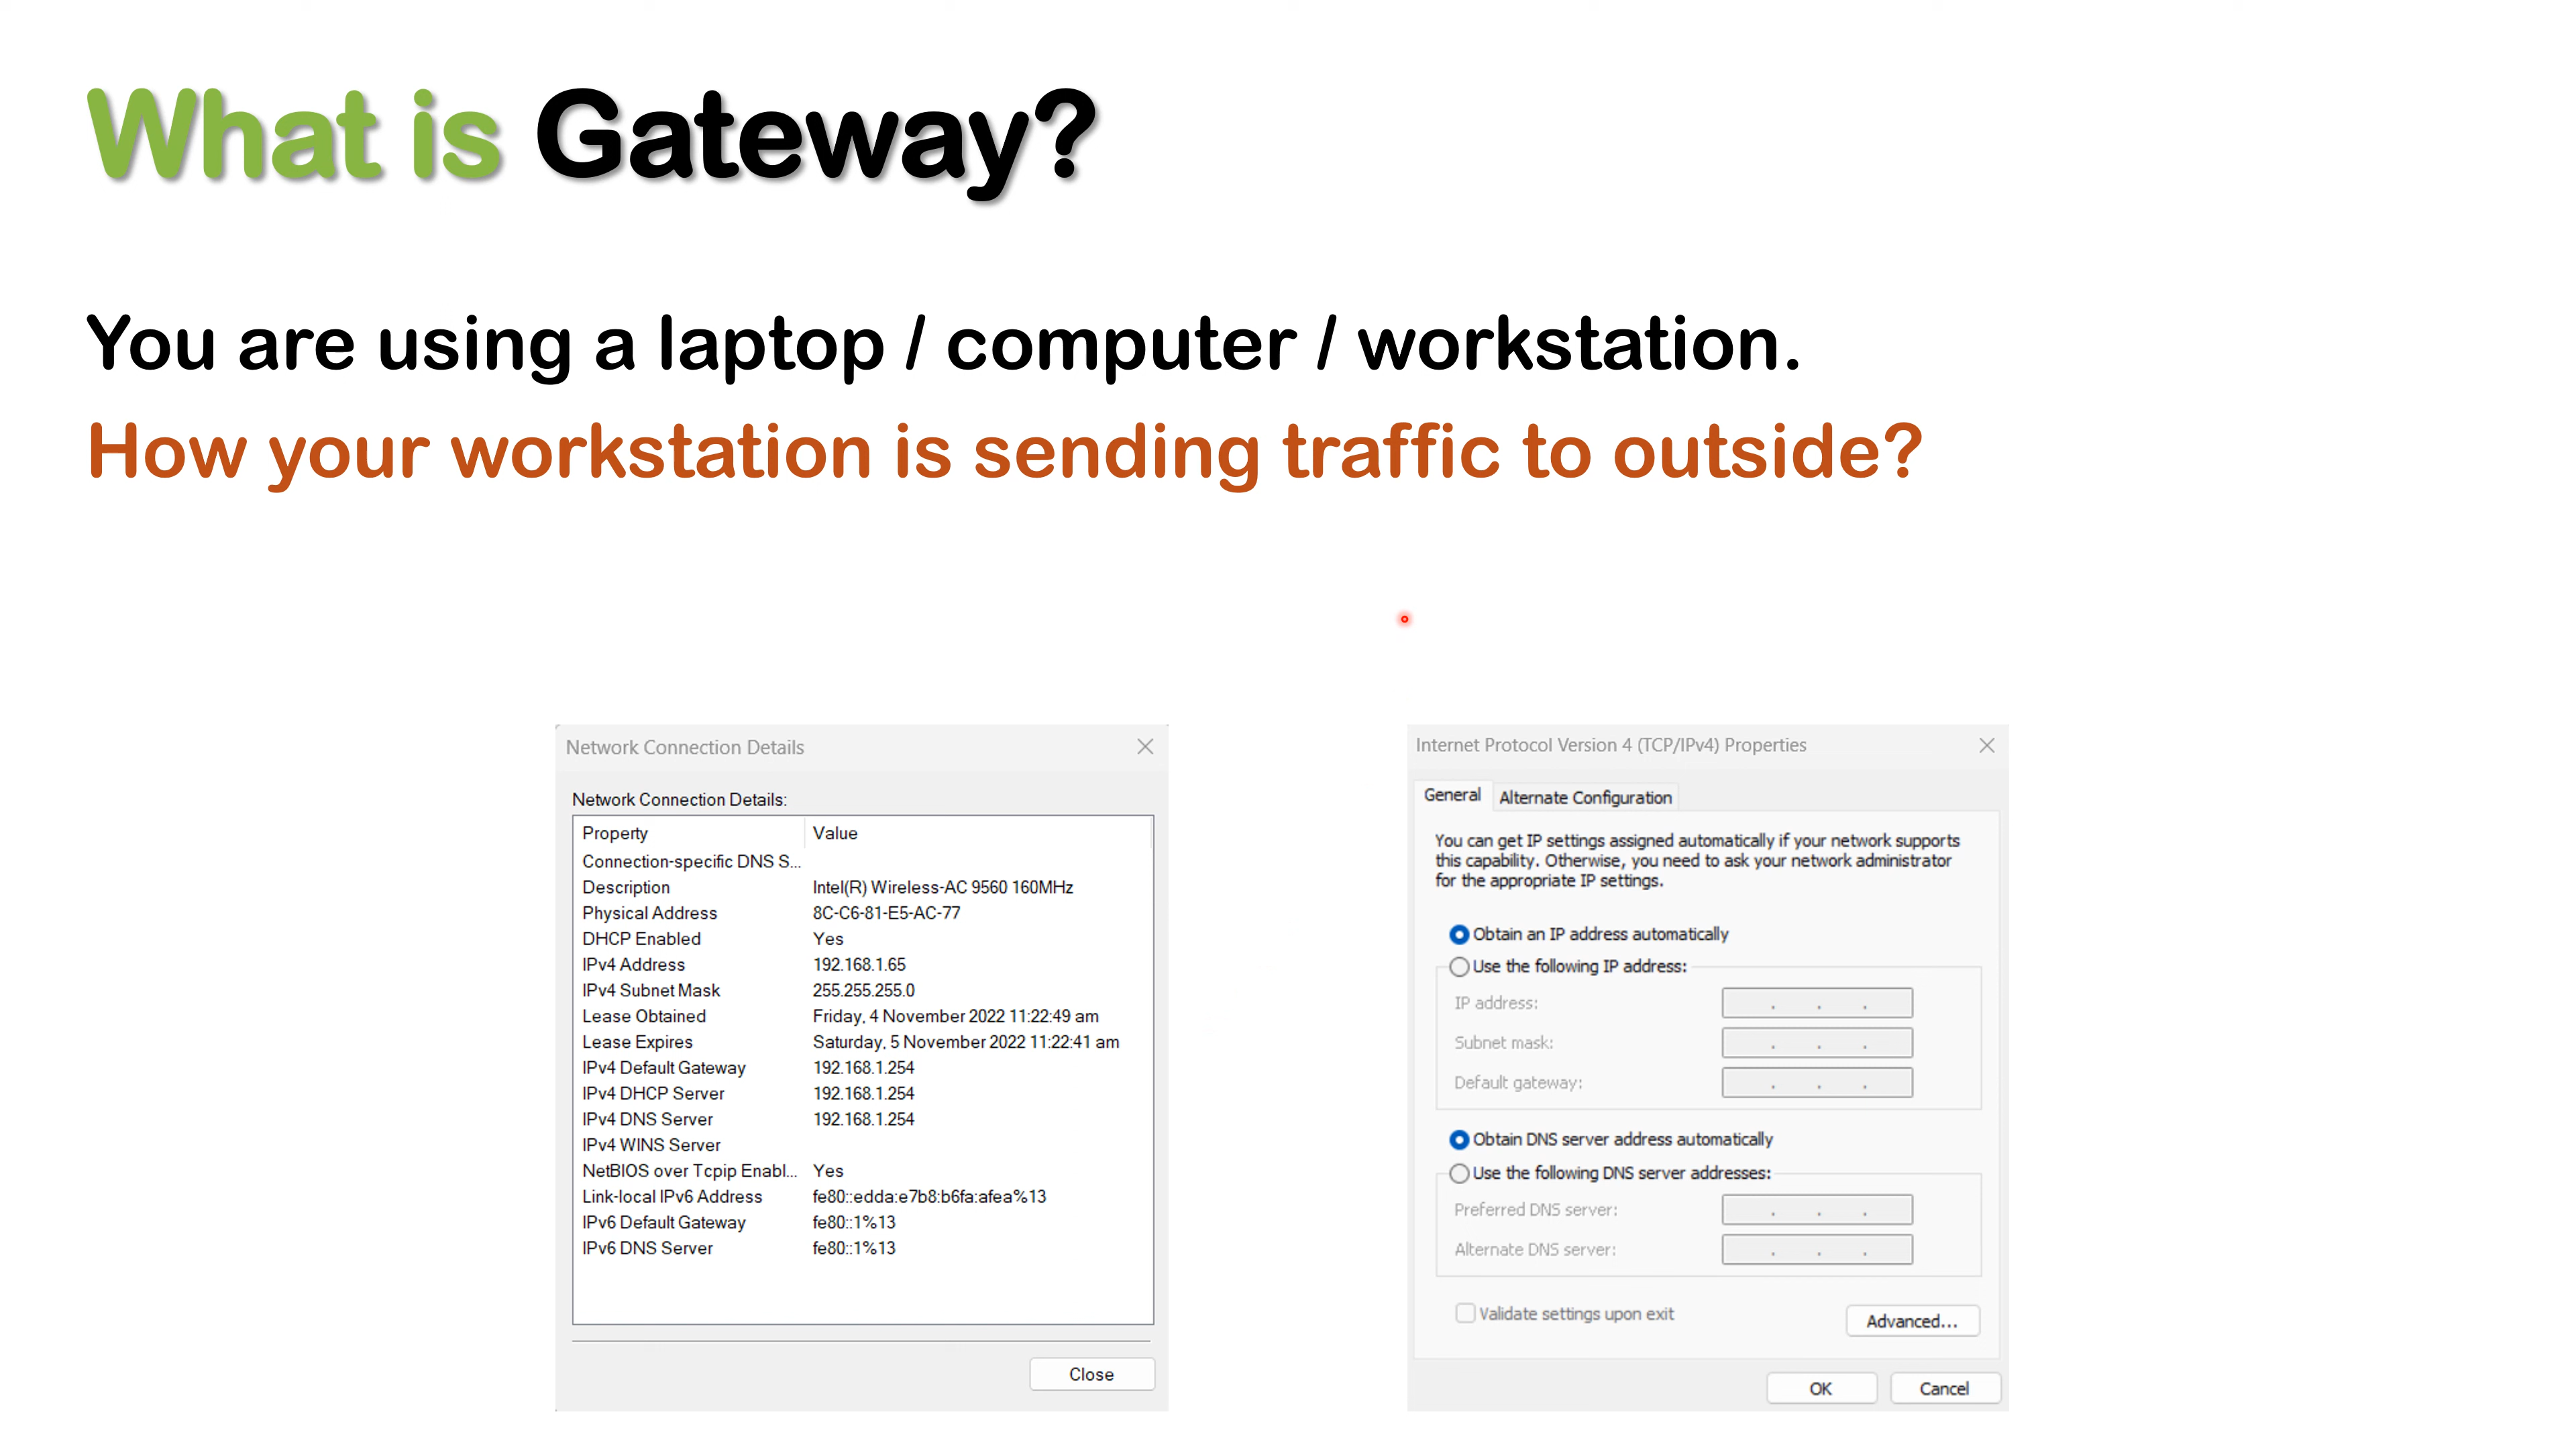 What is Gateway?
You are using a laptop / computer / workstation.
How your workstation is sending traffic to outside?
Network Connection Details
Network Connection Details:
Property Value
Connection-specific DNS S...
Description Intel(R) Wireless-AC 9560 160MHz
Physical Address 8C-C6-81-E5-AC-77
DHCP Enabled Yes
IPv4 Address 192.168.1.65
IPv4 Subnet Mask 255.255.255.0
Lease Obtained Friday, 4 November 2022 11:22:49 am
Lease Expires Saturday, 5 November 2022 11:22:41 am
IPv4 Default Gateway 192.168.1.254
IPv4 DHCP Server 192.168.1.254
IPv4 DNS Server 192.168.1.254
IPv4 WINS Server
NetBIOS over Tcpip Enabl... Yes
Link-local IPv6 Address fe80::edda:e7b8:b6fa:afea%13
IPv6 Default Gateway fe80::1%13
IPv6 DNS Server fe80::1%13
Close
Internet Protocol Version 4 (TCP/IPv4) Properties
General Alternate Configuration
You can get IP settings assigned automatically if your network supports
this capability. Otherwise, you need to ask your network administrator
for the appropriate IP settings.
Obtain an IP address automatically
Use the following IP address:
IP address: . . .
Subnet mask: . . .
Default gateway: . . .
Obtain DNS server address automatically
Use the following DNS server addresses:
Preferred DNS server: . . .
Alternate DNS server: . . .
Validate settings upon exit
Advanced...
OK Cancel